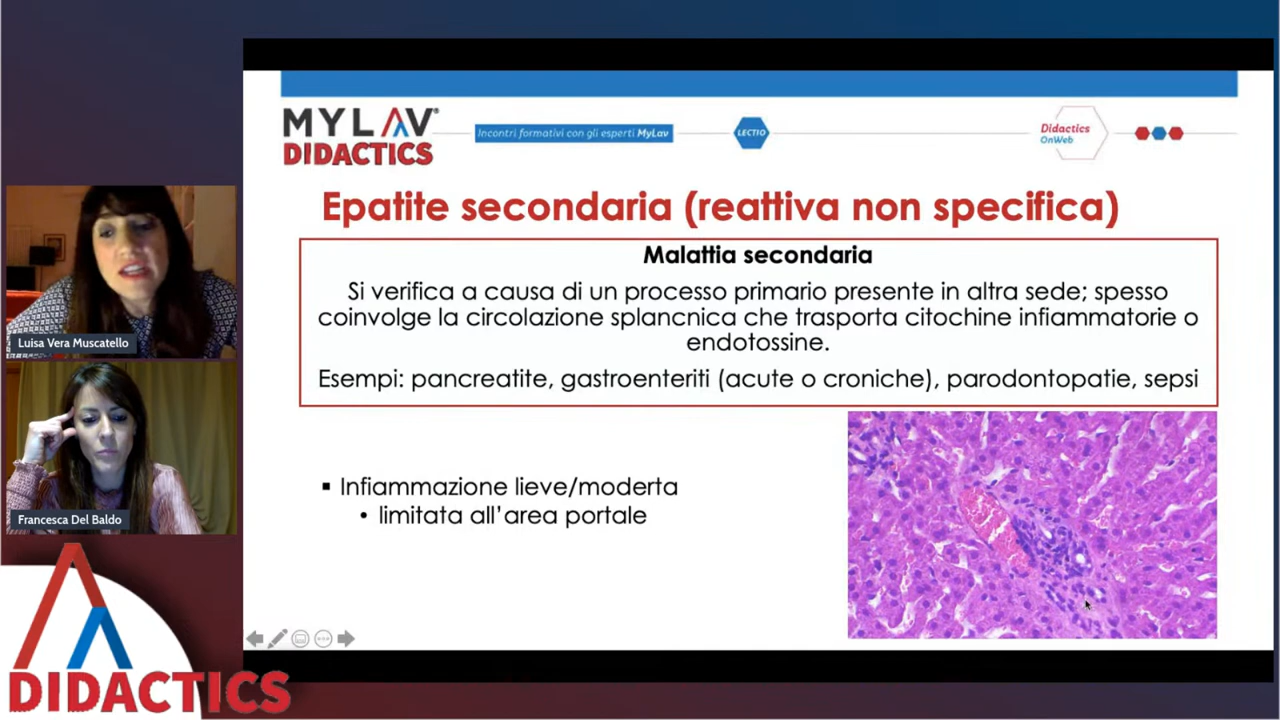 MYLAV®
DIDACTICS
Incontri formativi con gli esperti MyLav
LECTIO
Didactics
OnWeb
Epatite secondaria (reattiva non specifica)
Malattia secondaria
Si verifica a causa di un processo primario presente in altra sede; spesso
coinvolge la circolazione splancnica che trasporta citochine infiammatorie o
endotossine.
Esempi: pancreatite, gastroenteriti (acute o croniche), parodontopatie, sepsi
▪ Infiammazione lieve/moderta
• limitata all’area portale
Luisa Vera Muscatello
Francesca Del Baldo
DIDACTICS